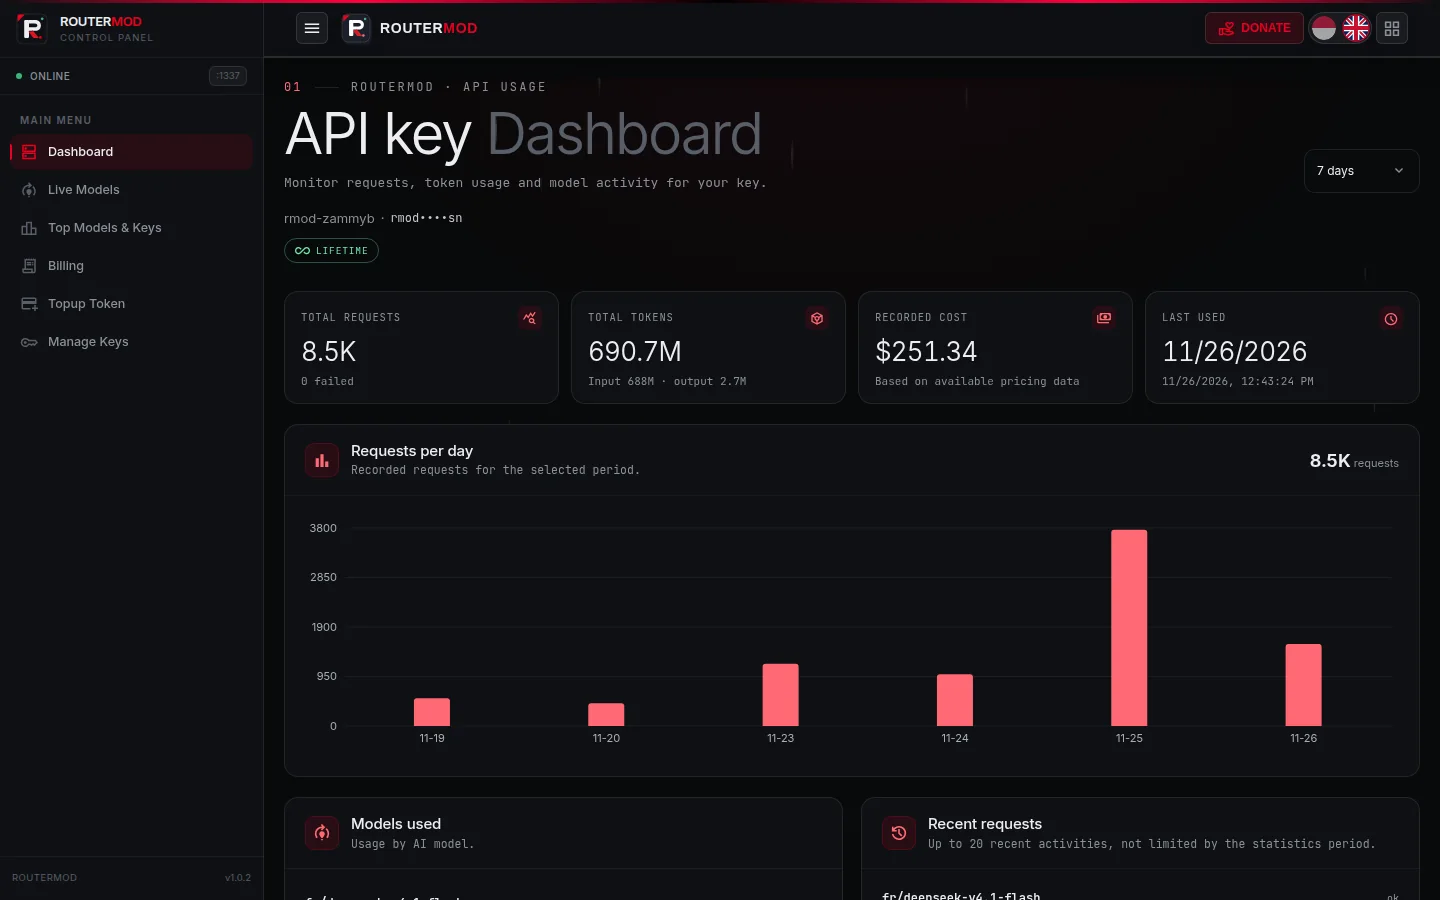 ROUTERMOD
CONTROL PANEL
ONLINE
:1337
MAIN MENU
Dashboard
Live Models
Top Models & Keys
Billing
Topup Token
Manage Keys
ROUTERMOD
v1.0.2
ROUTERMOD
DONATE
01 ROUTERMOD · API USAGE
API key Dashboard
Monitor requests, token usage and model activity for your key.
7 days
rmod-zammyb · rmod••••sn
LIFETIME
TOTAL REQUESTS
8.5K
0 failed
TOTAL TOKENS
690.7M
Input 688M · output 2.7M
RECORDED COST
$251.34
Based on available pricing data
LAST USED
11/26/2026
11/26/2026, 12:43:24 PM
Requests per day
Recorded requests for the selected period.
8.5K requests
3800
2850
1900
950
0
11-19
11-20
11-23
11-24
11-25
11-26
Models used
Usage by AI model.
Recent requests
Up to 20 recent activities, not limited by the statistics period.
fr/deepseek-v4.1-flash
ok